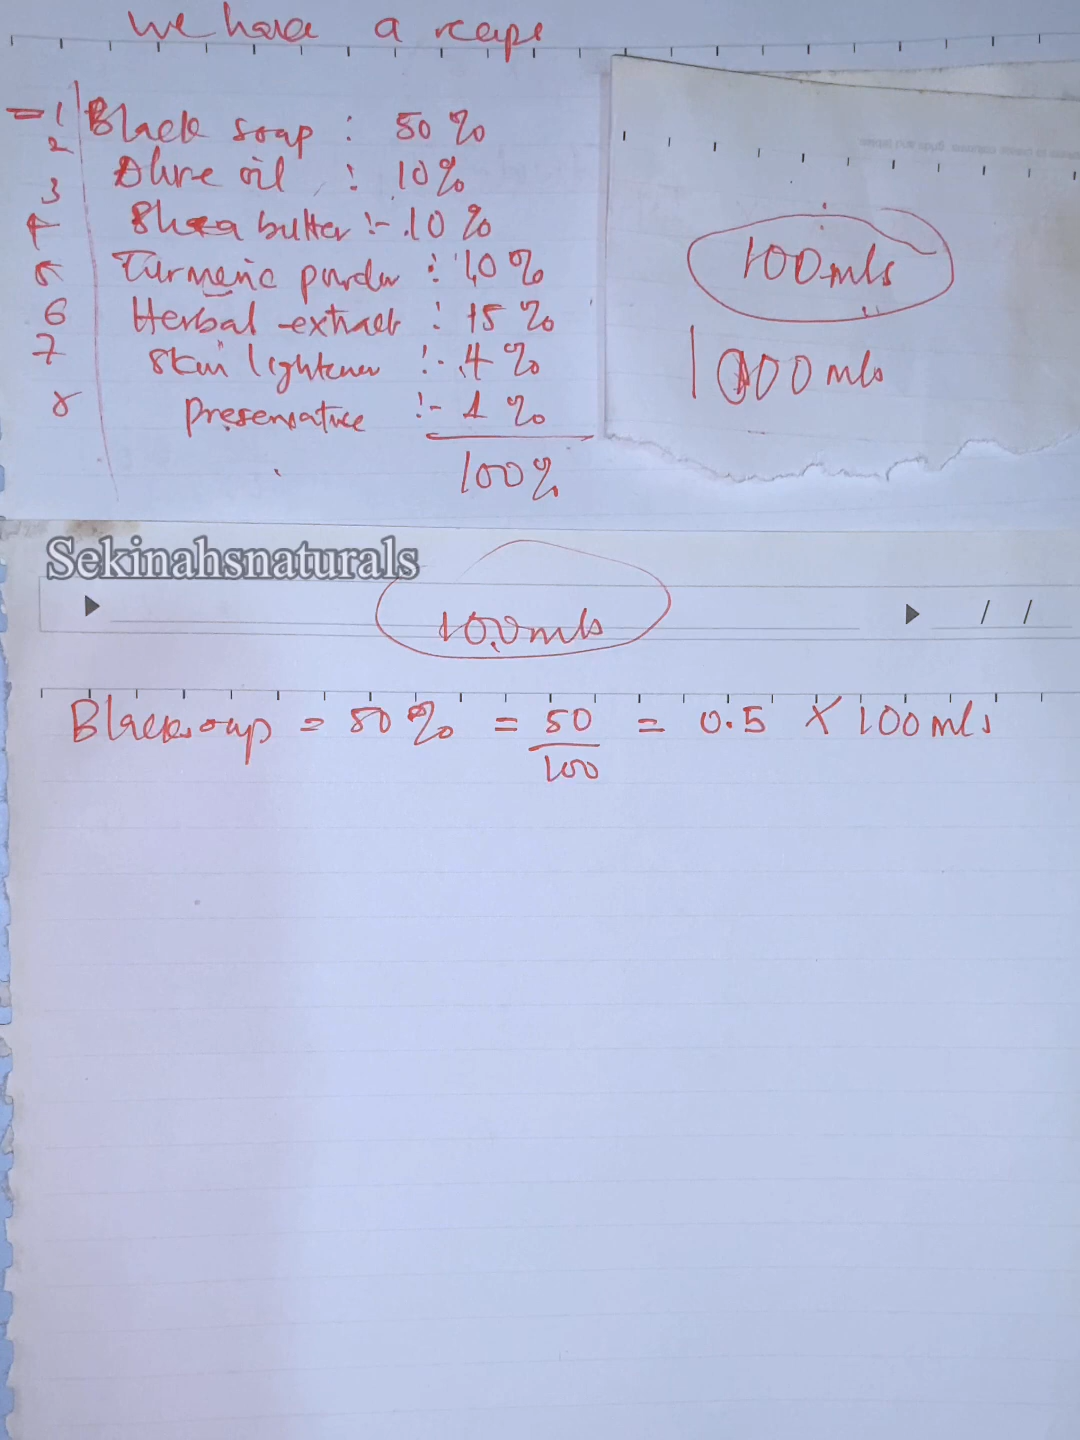 we have a recipe
1 Black soap : 50%
2 Olive oil : 10%
3 Shea butter :- 10%
4 Turmeric powder : 10%
5 Herbal extract : 15%
6 Skin lightener :- 4%
7 Preservative :- 1%
8
100%
100mls
1000mls
Sekinahsnaturals
100mls
/ /
Blacksoap = 50% = 50/100 = 0.5 X 100mls